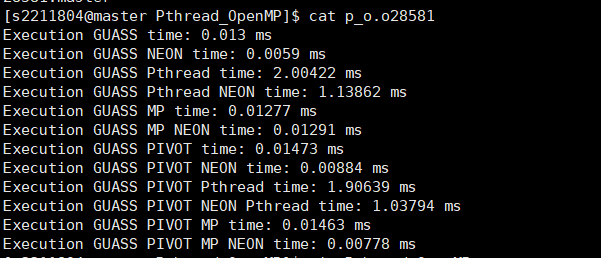 [s2211804@master Pthread_OpenMP]$ cat p_o.o28581
Execution GUASS time: 0.013 ms
Execution GUASS NEON time: 0.0059 ms
Execution GUASS Pthread time: 2.00422 ms
Execution GUASS Pthread NEON time: 1.13862 ms
Execution GUASS MP time: 0.01277 ms
Execution GUASS MP NEON time: 0.01291 ms
Execution GUASS PIVOT time: 0.01473 ms
Execution GUASS PIVOT NEON time: 0.00884 ms
Execution GUASS PIVOT Pthread time: 1.90639 ms
Execution GUASS PIVOT NEON Pthread time: 1.03794 ms
Execution GUASS PIVOT MP time: 0.01463 ms
Execution GUASS PIVOT MP NEON time: 0.00778 ms